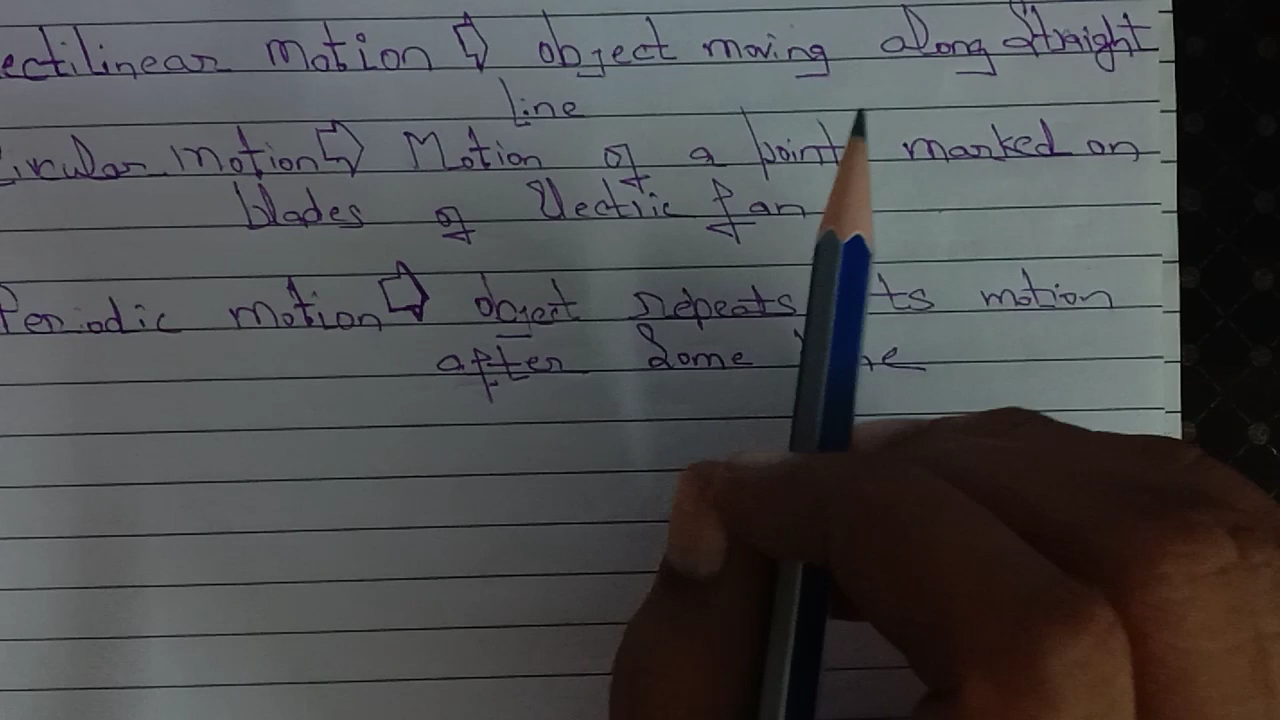 ectilinear motion ⇨ object moving along straight
line
ircular motion ⇨ Motion of a point marked on
blades of Electric fan
Periodic motion ⇨ object repeats ts motion
after Some